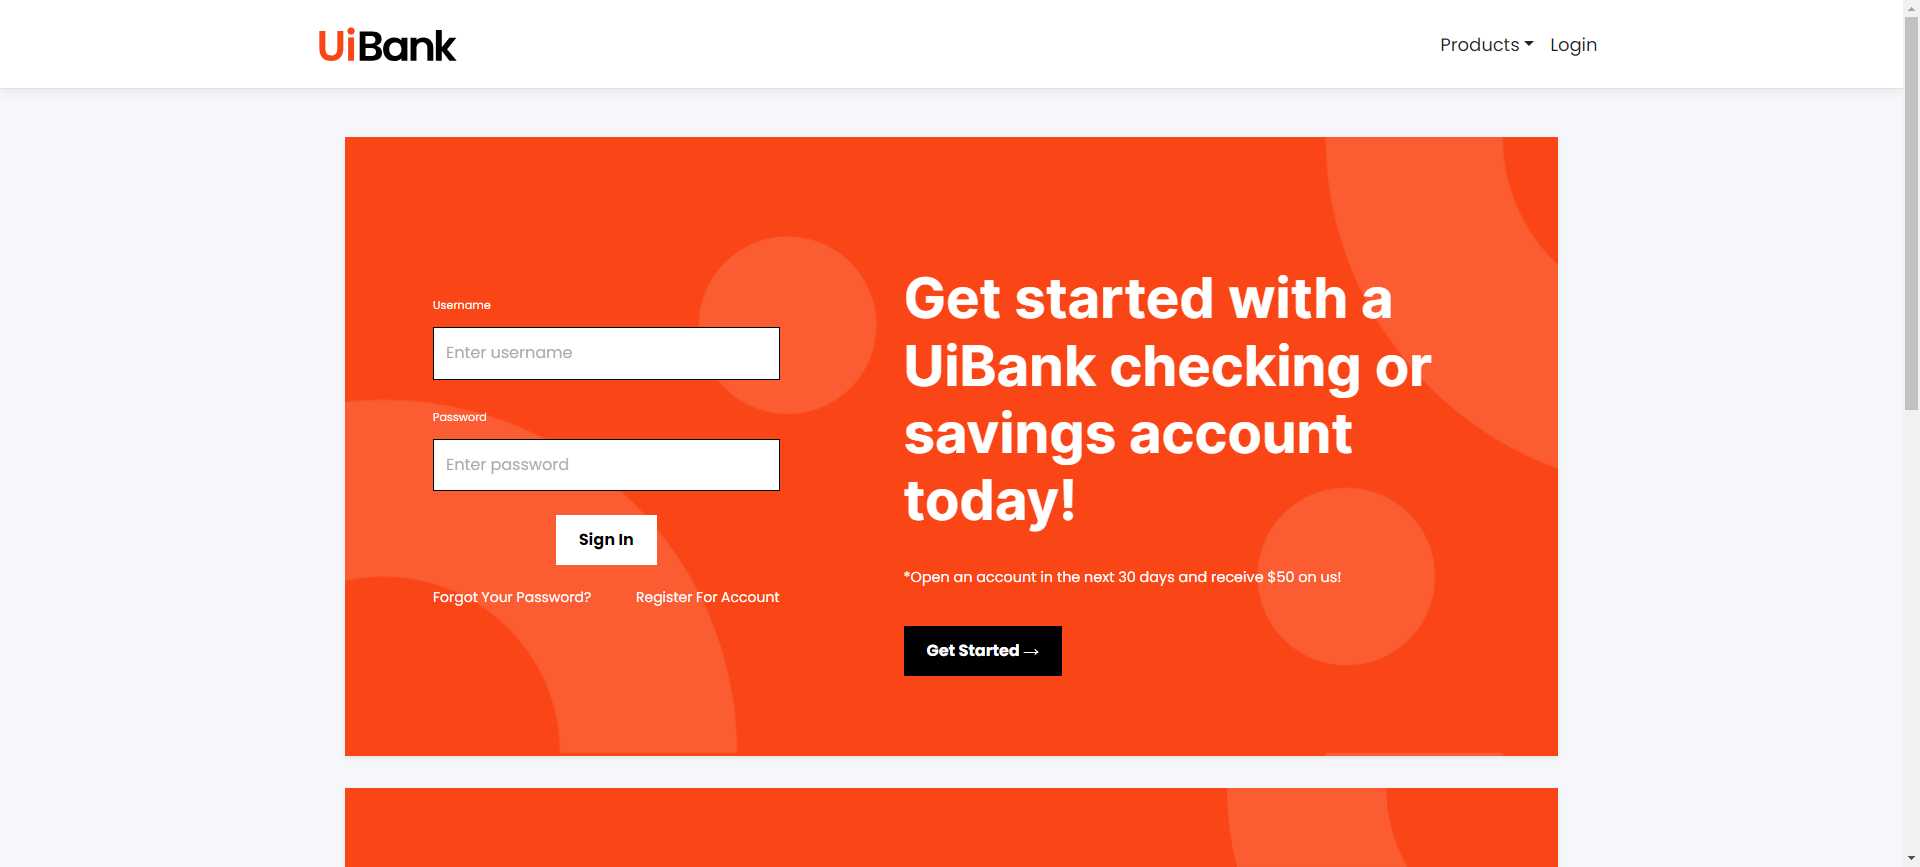 UiBank
Products Login
Username
Enter username
Password
Enter password
Sign In
Forgot Your Password? Register For Account
Get started with a
UiBank checking or
savings account
today!
*Open an account in the next 30 days and receive $50 on us!
Get Started →